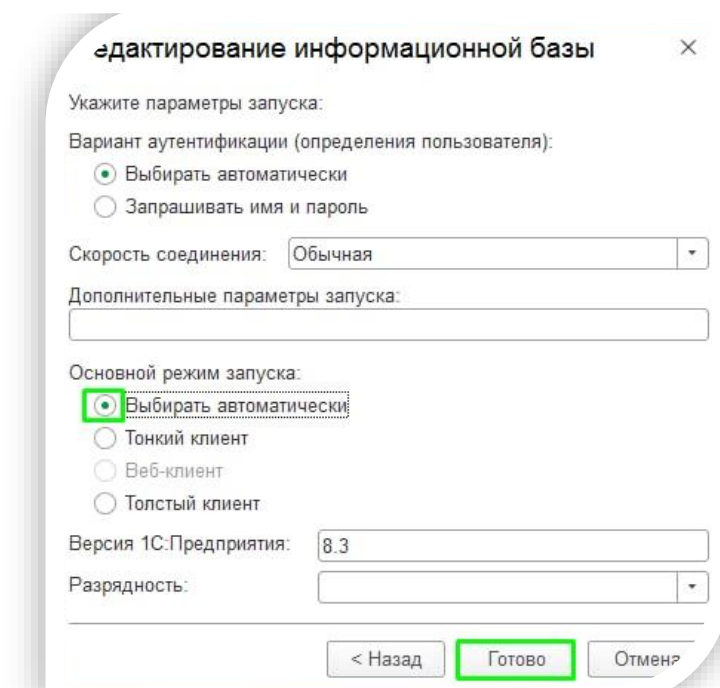 едактирование информационной базы
Укажите параметры запуска:
Вариант аутентификации (определения пользователя):
Выбирать автоматически
Запрашивать имя и пароль
Скорость соединения: Обычная
Дополнительные параметры запуска:
Основной режим запуска:
Выбирать автоматически
Тонкий клиент
Веб-клиент
Толстый клиент
Версия 1С:Предприятия: 8.3
Разрядность:
< Назад Готово Отмена